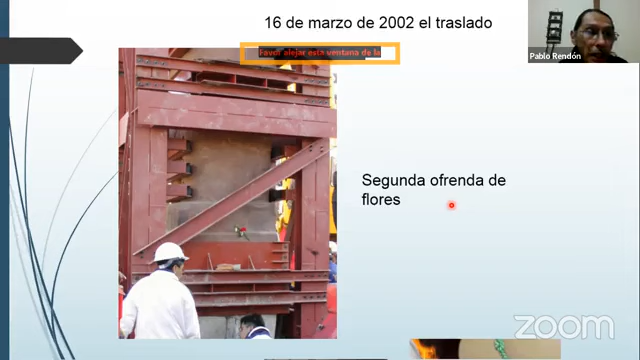 16 de marzo de 2002 el traslado
Favor alejar esta ventana de la
Pablo Rendón
Segunda ofrenda de
flores
zoom